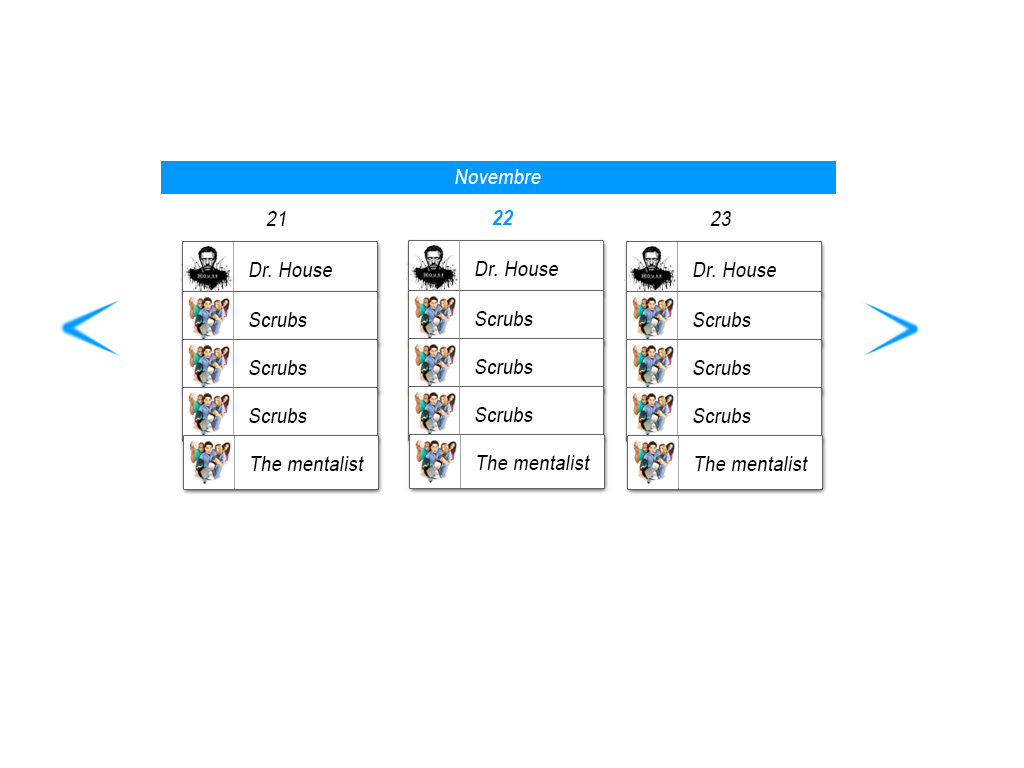 Novembre
21 22 23
Dr. House Dr. House Dr. House
Scrubs Scrubs Scrubs
Scrubs Scrubs Scrubs
Scrubs Scrubs Scrubs
The mentalist The mentalist The mentalist